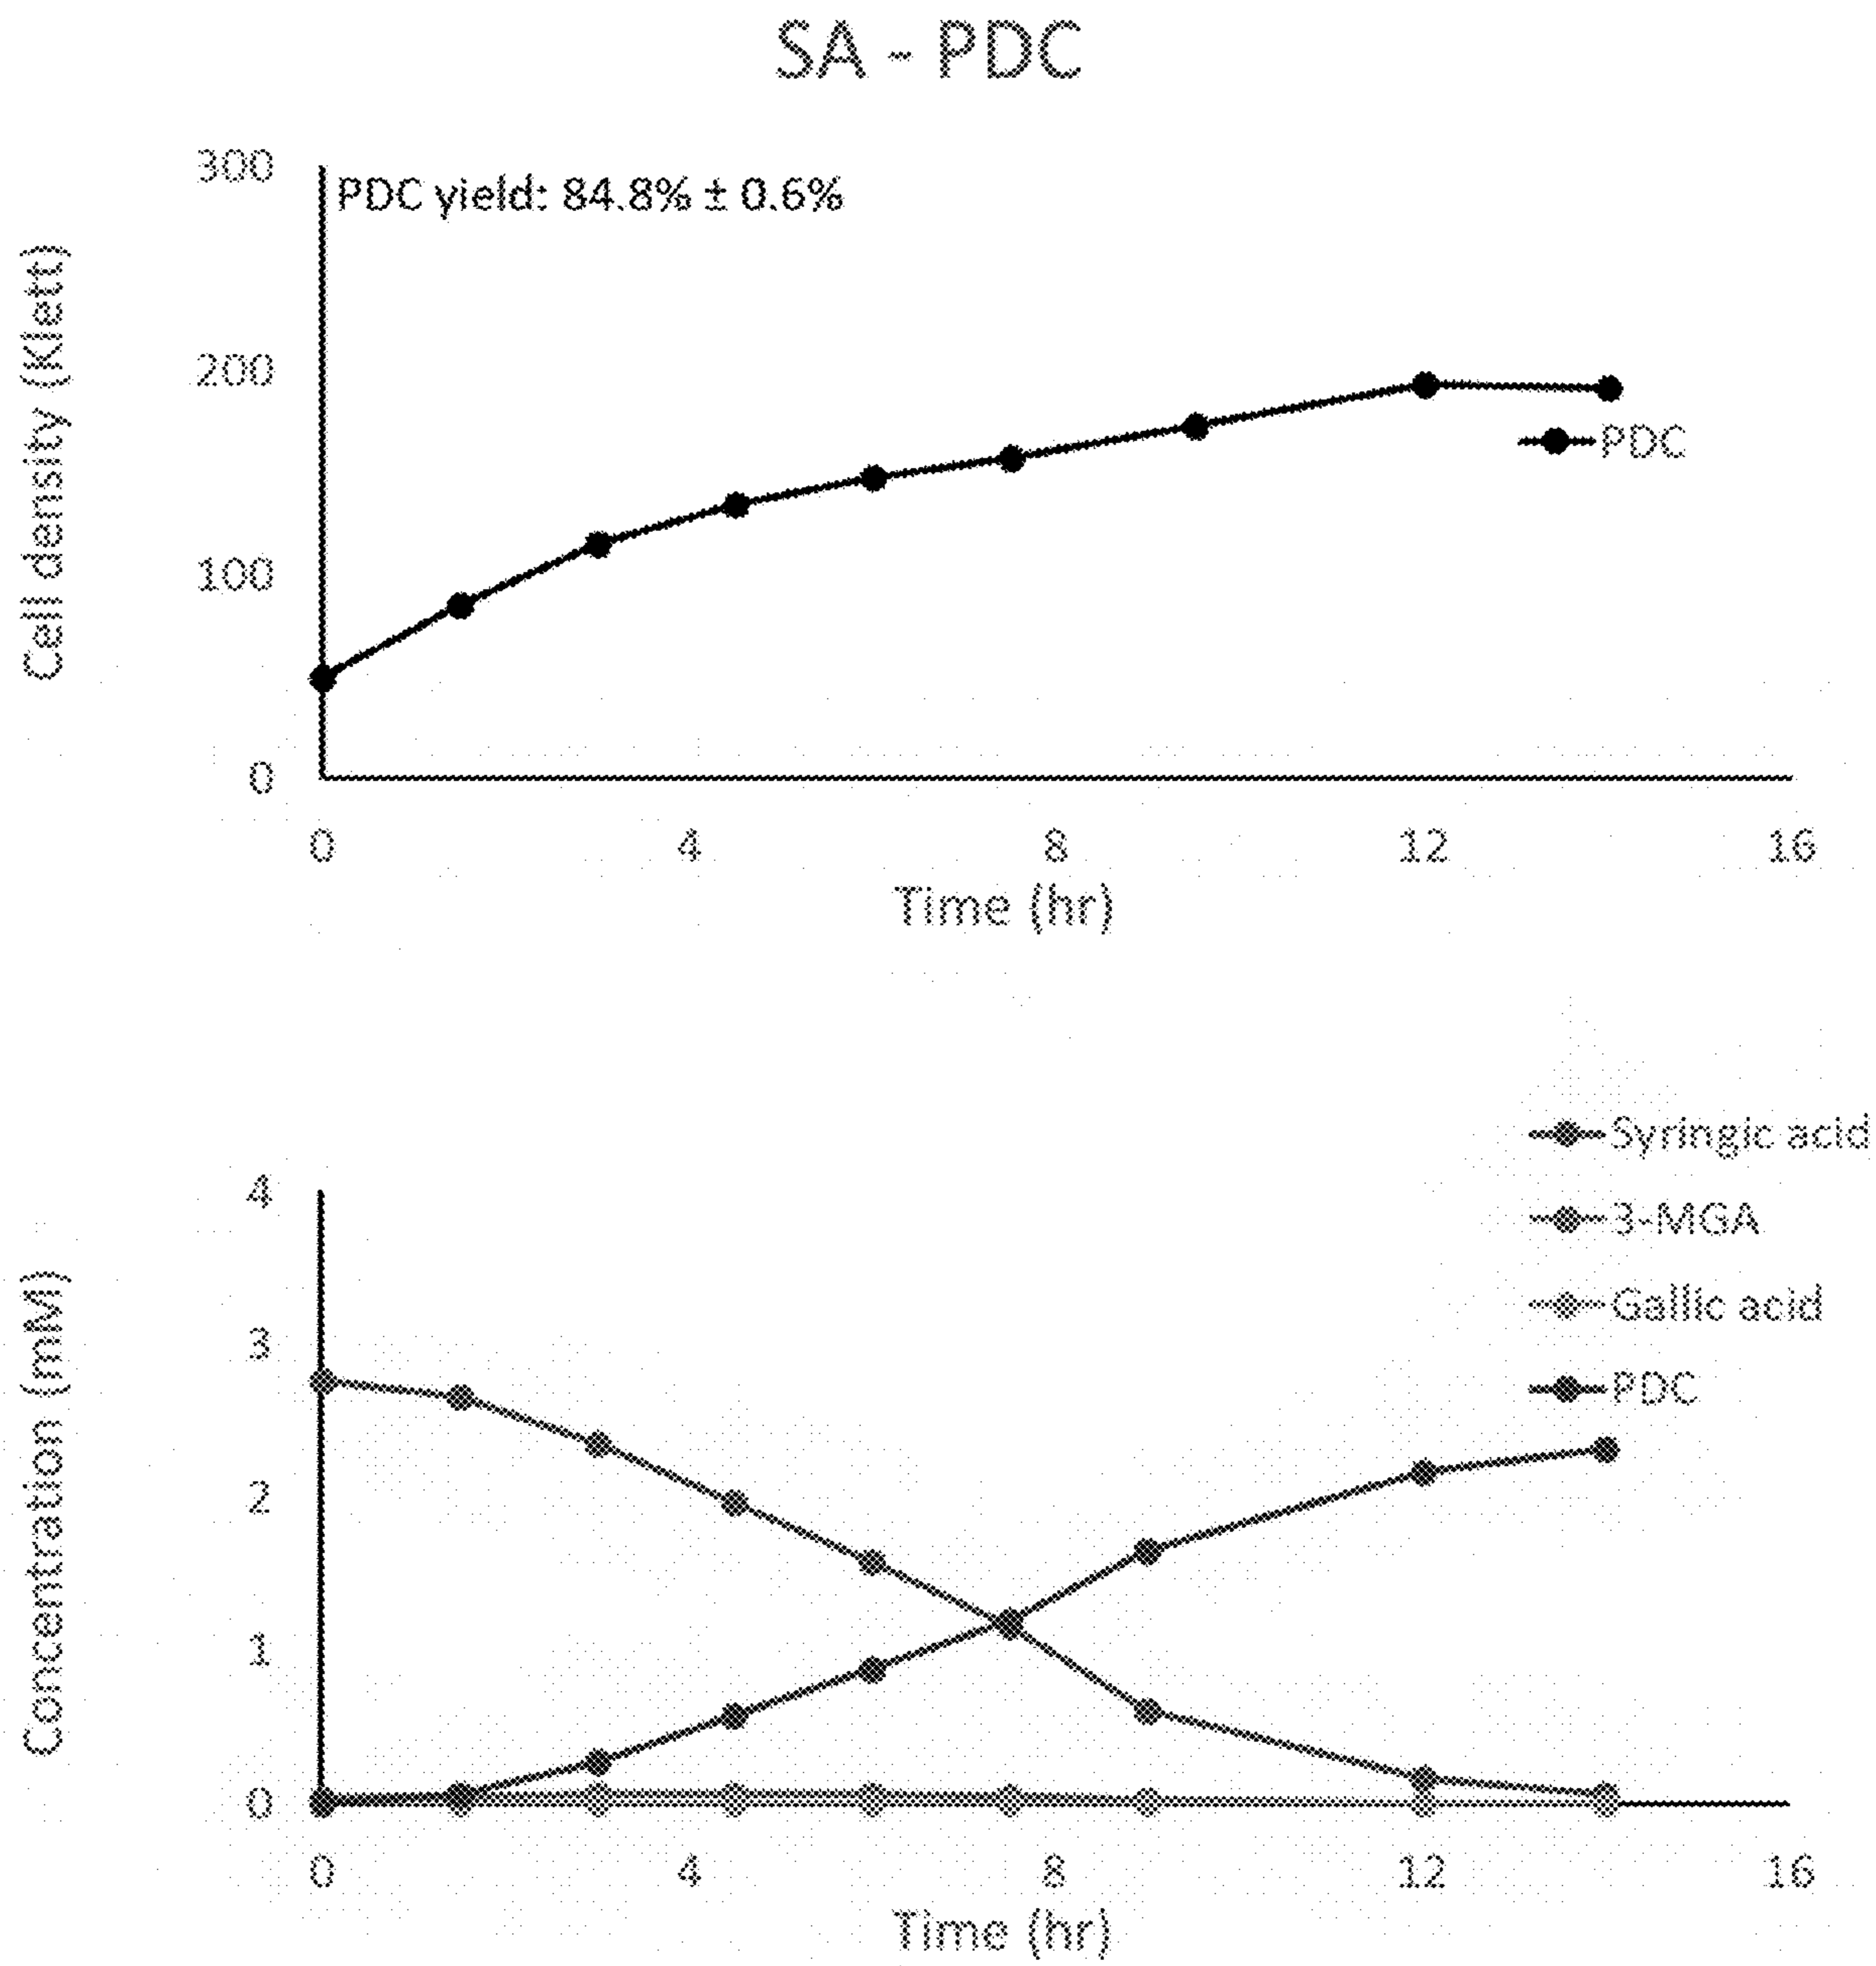 SA - PDC
300
PDC yield: 84.8% ± 0.6%
Cell density (Klett)
200
PDC
100
0
0 4 8 12 16
Time (hr)
Syringic acid
3-MGA
Gallic acid
PDC
4
Concentration (mM)
3
2
1
0
0 4 8 12 16
Time (hr)